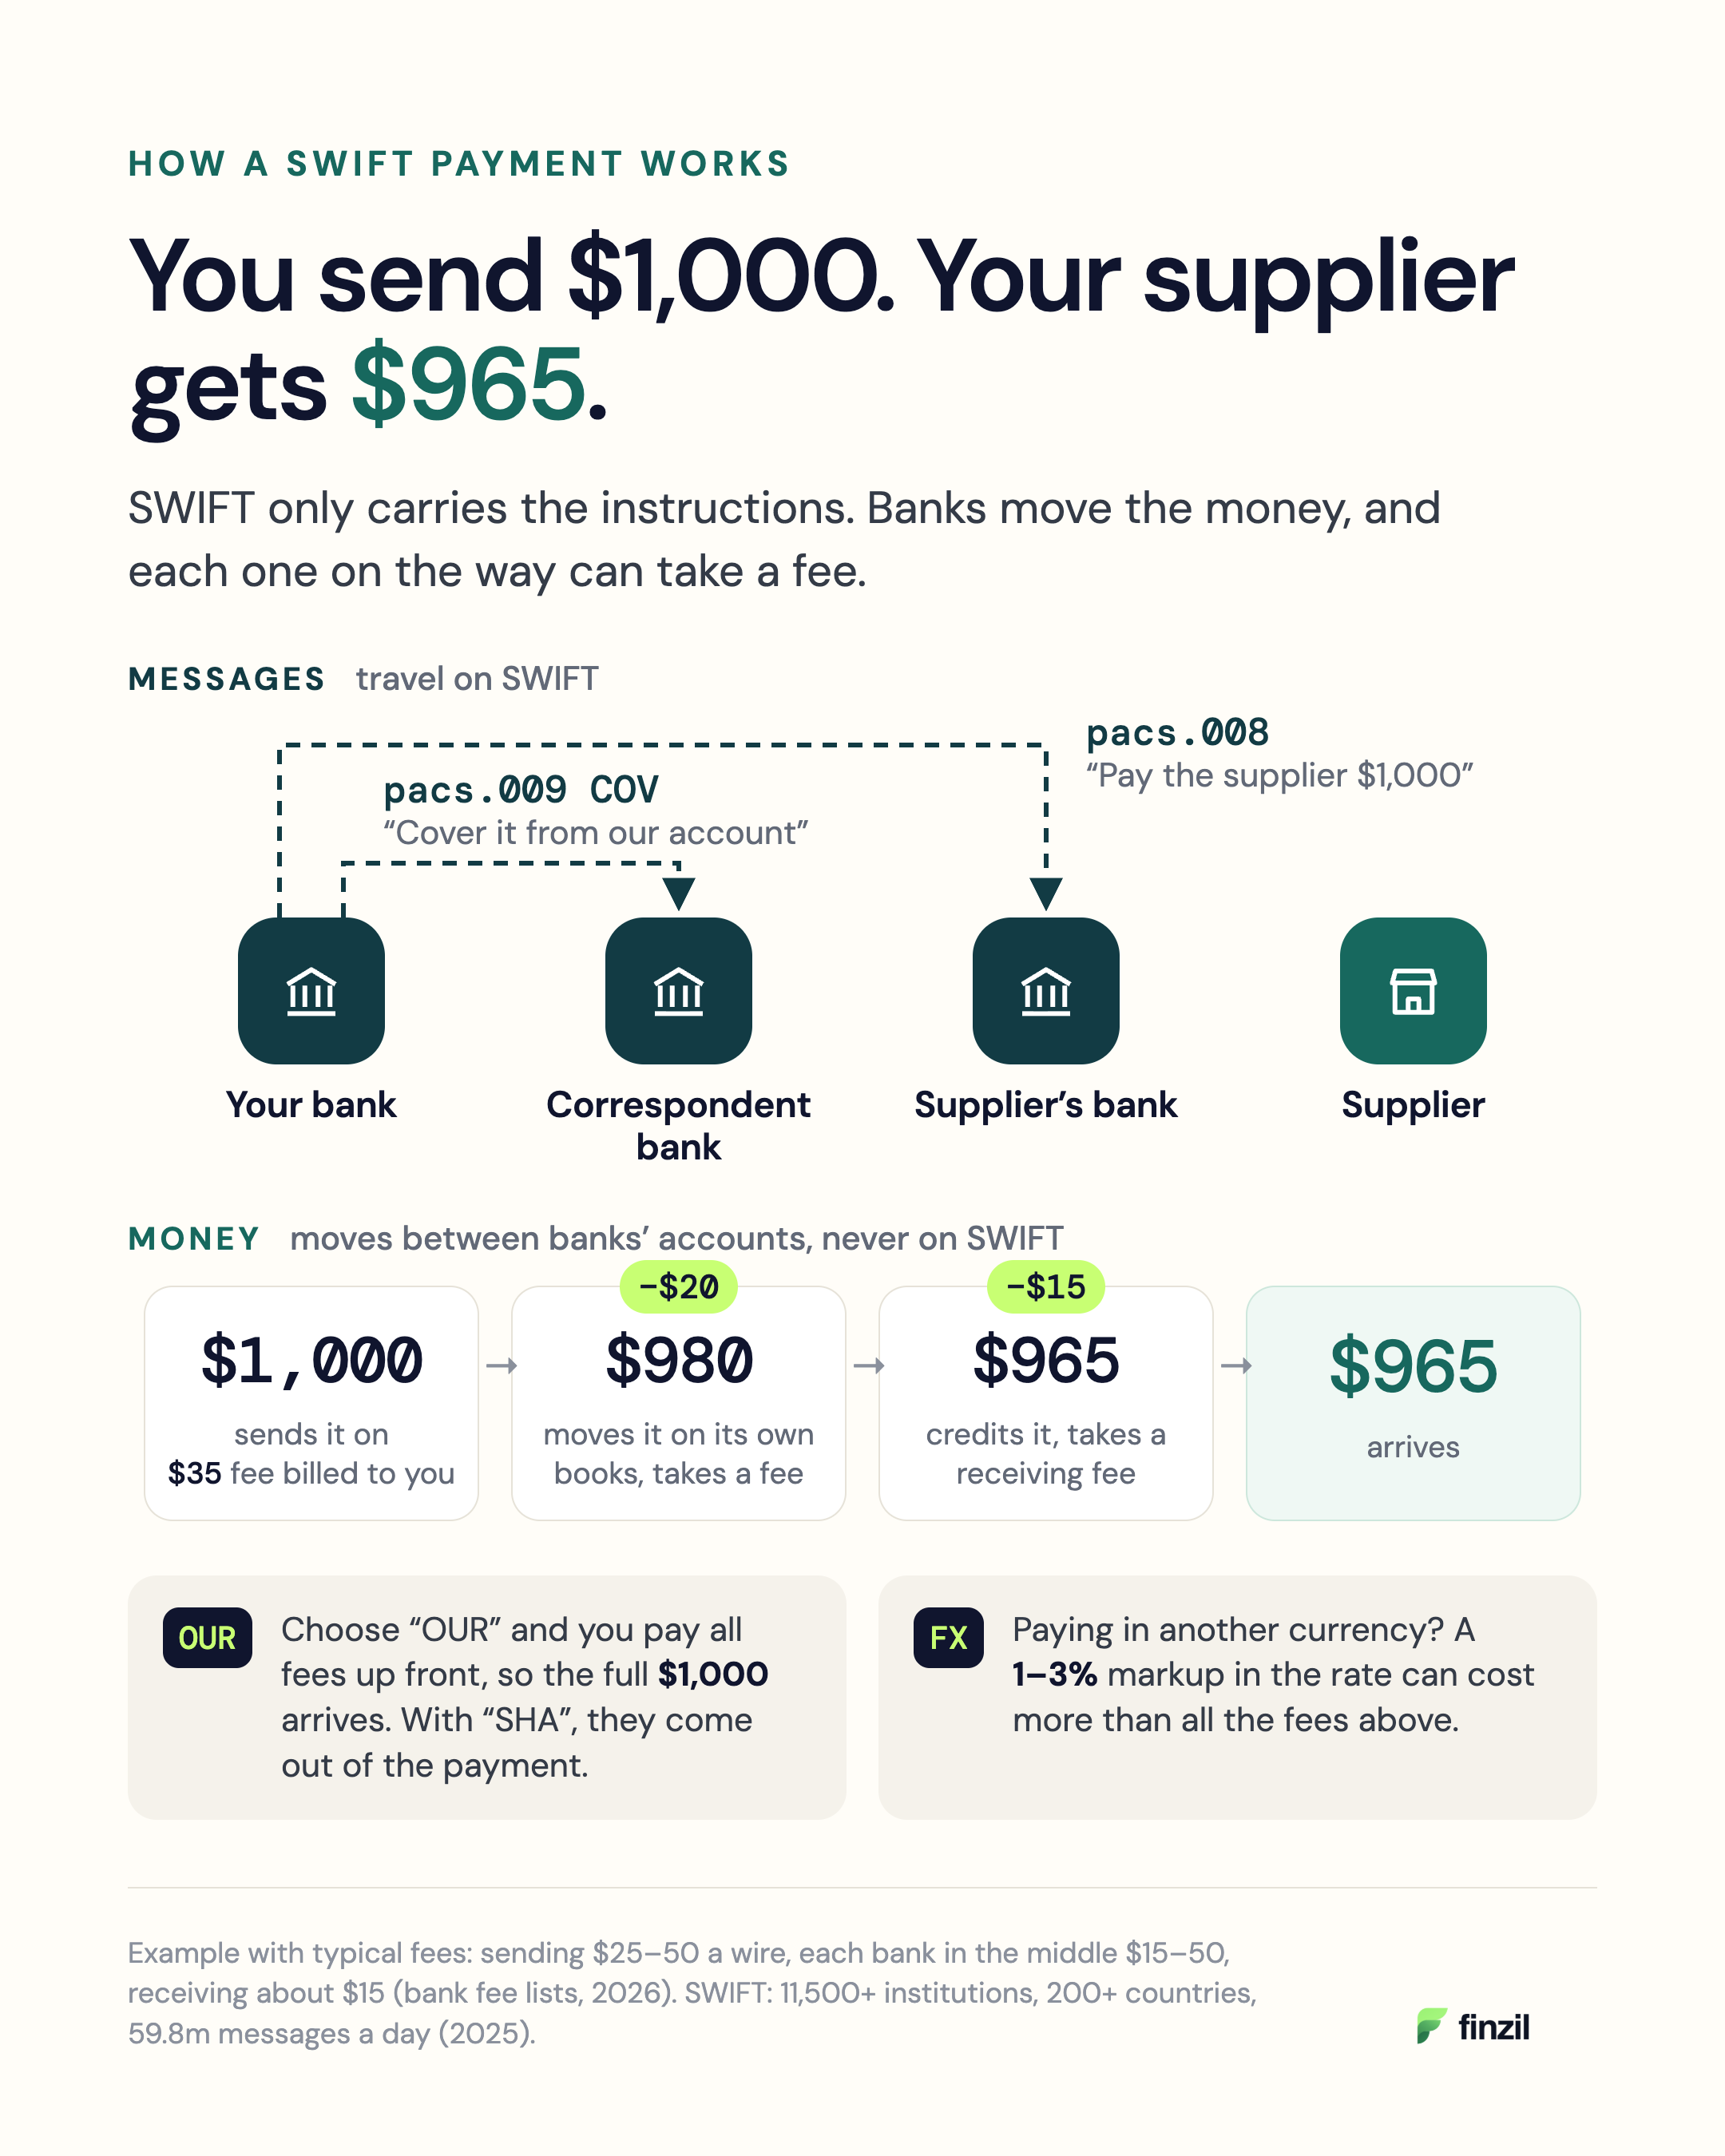 HOW A SWIFT PAYMENT WORKS
You send $1,000. Your supplier
gets $965.
SWIFT only carries the instructions. Banks move the money, and
each one on the way can take a fee.
MESSAGES travel on SWIFT
pacs.008
“Pay the supplier $1,000”
pacs.009 COV
“Cover it from our account”
Your bank
Correspondent
bank
Supplier’s bank
Supplier
MONEY moves between banks’ accounts, never on SWIFT
$1,000
sends it on
$35 fee billed to you
−$20
$980
moves it on its own
books, takes a fee
−$15
$965
credits it, takes a
receiving fee
$965
arrives
OUR
Choose “OUR” and you pay all
fees up front, so the full $1,000
arrives. With “SHA”, they come
out of the payment.
FX
Paying in another currency? A
1–3% markup in the rate can cost
more than all the fees above.
Example with typical fees: sending $25–50 a wire, each bank in the middle $15–50,
receiving about $15 (bank fee lists, 2026). SWIFT: 11,500+ institutions, 200+ countries,
59.8m messages a day (2025).
finzil